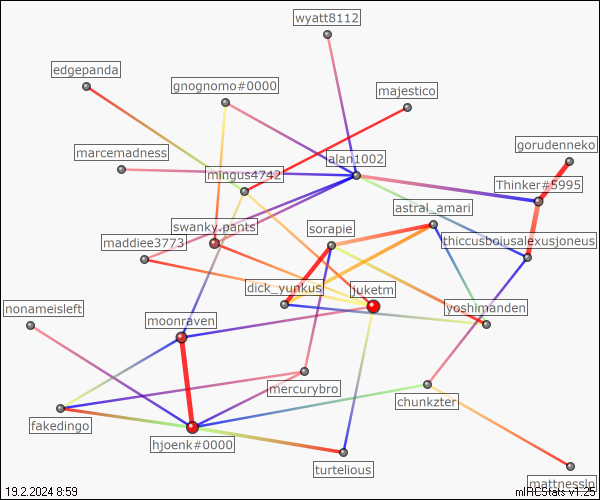 wyatt8112
edgepanda
gnognomo#0000
majestico
gorudenneko
marcemadness
alan1002
mingus4742
Thinker#5995
astral_amari
swanky.pants
sorapie
maddiee3773
thiccusboiusalexusjoneus
dick_yunkus
juketm
nonameisleft
moonraven
yoshimanden
mercurybro
chunkzter
fakedingo
hjoenk#0000
turtelious
mattnessln
19.2.2024 8:59
mIRCStats v1.25